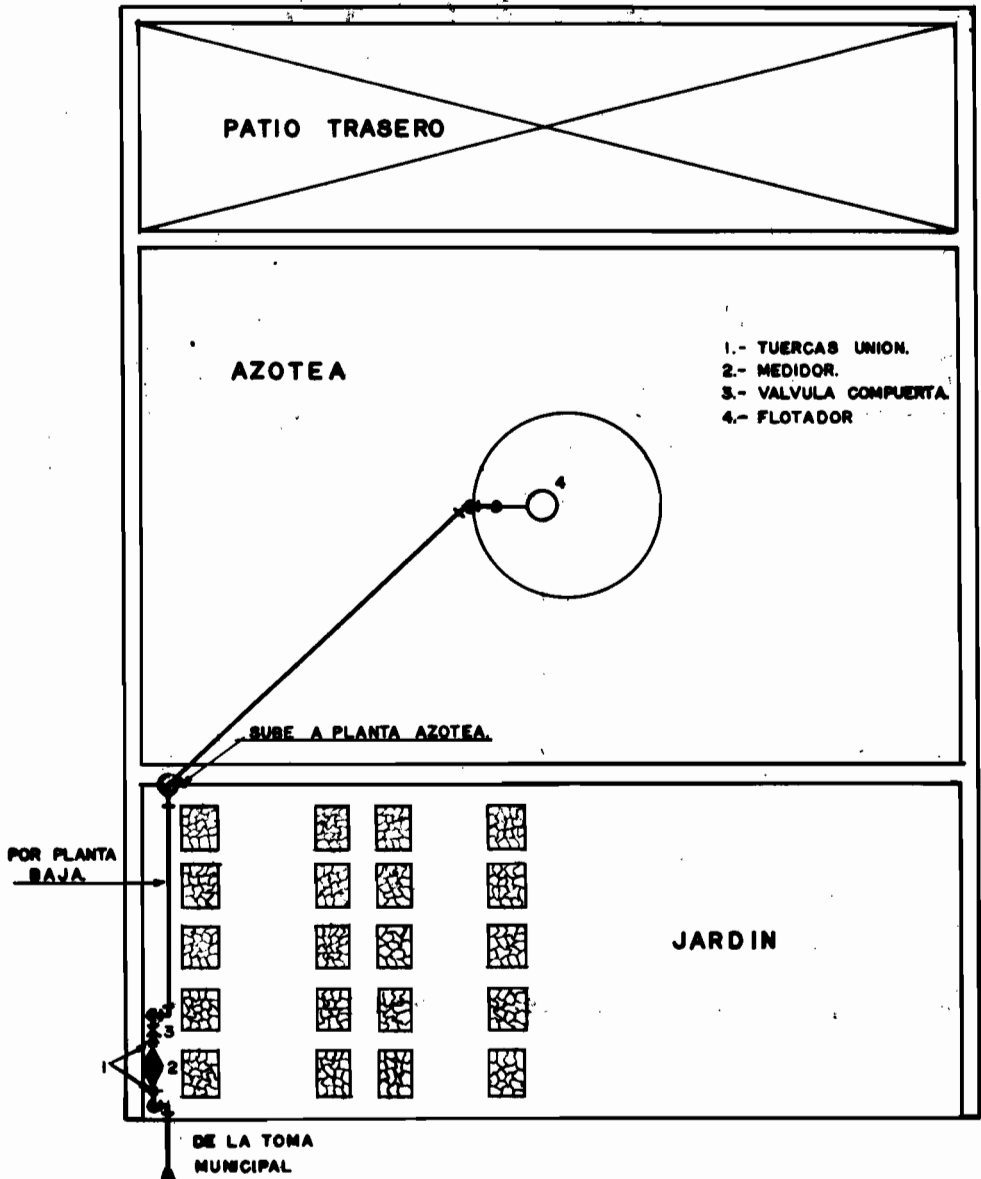 PATIO TRASERO
AZOTEA
1.- TUERCAS UNION.
2.- MEDIDOR.
3.- VALVULA COMPUERTA.
4.- FLOTADOR
4
SUBE A PLANTA AZOTEA.
POR PLANTA
BAJA
JARDIN
3
1
2
DE LA TOMA
MUNICIPAL